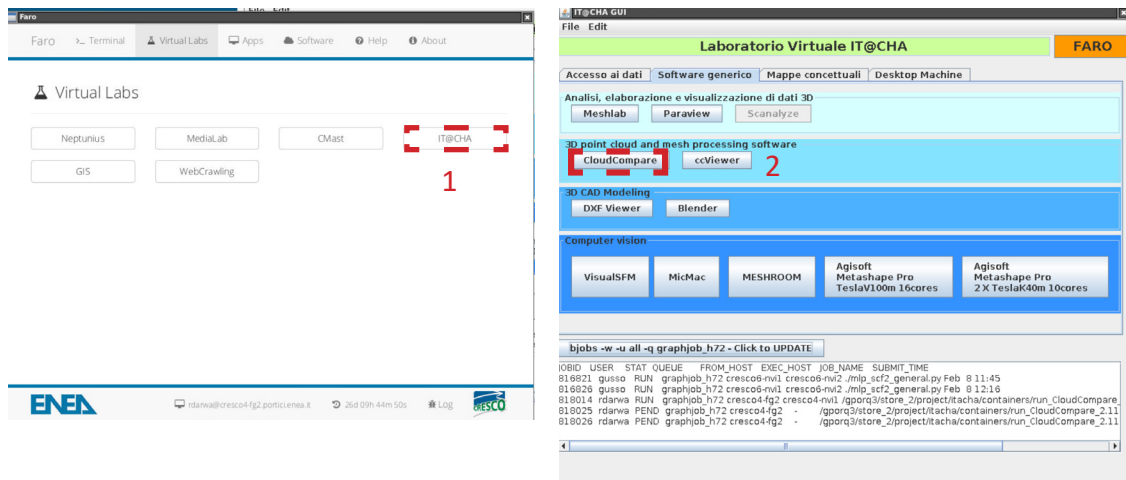 Faro
Faro >_ Terminal Virtual Labs Apps Software Help About
Virtual Labs
Neptunius MediaLab CMast IT@CHA
GIS WebCrawling
1
ENEA rdarwa@cresco4-fg2.portici.enea.it 26d 09h 44m 50s Log CRESCO
IT@CHA GUI
File Edit
Laboratorio Virtuale IT@CHA FARO
Accesso ai dati Software generico Mappe concettuali Desktop Machine
Analisi, elaborazione e visualizzazione di dati 3D
Meshlab Paraview Scanalyze
3D point cloud and mesh processing software
CloudCompare ccViewer 2
3D CAD Modeling
DXF Viewer Blender
Computer vision
VisualSFM MicMac MESHROOM
Agisoft
Metashape Pro
TeslaV100m 16cores
Agisoft
Metashape Pro
2 X TeslaK40m 10cores
bjobs -w -u all -q graphjob_h72 - Click to UPDATE
JOBID USER STAT QUEUE FROM_HOST EXEC_HOST JOB_NAME SUBMIT_TIME
816821 gusso RUN graphjob_h72 cresco6-nvi1 cresco6-nvi2 ./mlp_scf2_general.py Feb 8 11:45
816826 gusso RUN graphjob_h72 cresco6-nvi1 cresco6-nvi2 ./mlp_scf2_general.py Feb 8 12:16
818014 rdarwa RUN graphjob_h72 cresco4-fg2 cresco4-nvi1 /gporq3/store_2/project/itacha/containers/run_CloudCompare_
818025 rdarwa PEND graphjob_h72 cresco4-fg2 - /gporq3/store_2/project/itacha/containers/run_CloudCompare_2.11
818026 rdarwa PEND graphjob_h72 cresco4-fg2 - /gporq3/store_2/project/itacha/containers/run_CloudCompare_2.11